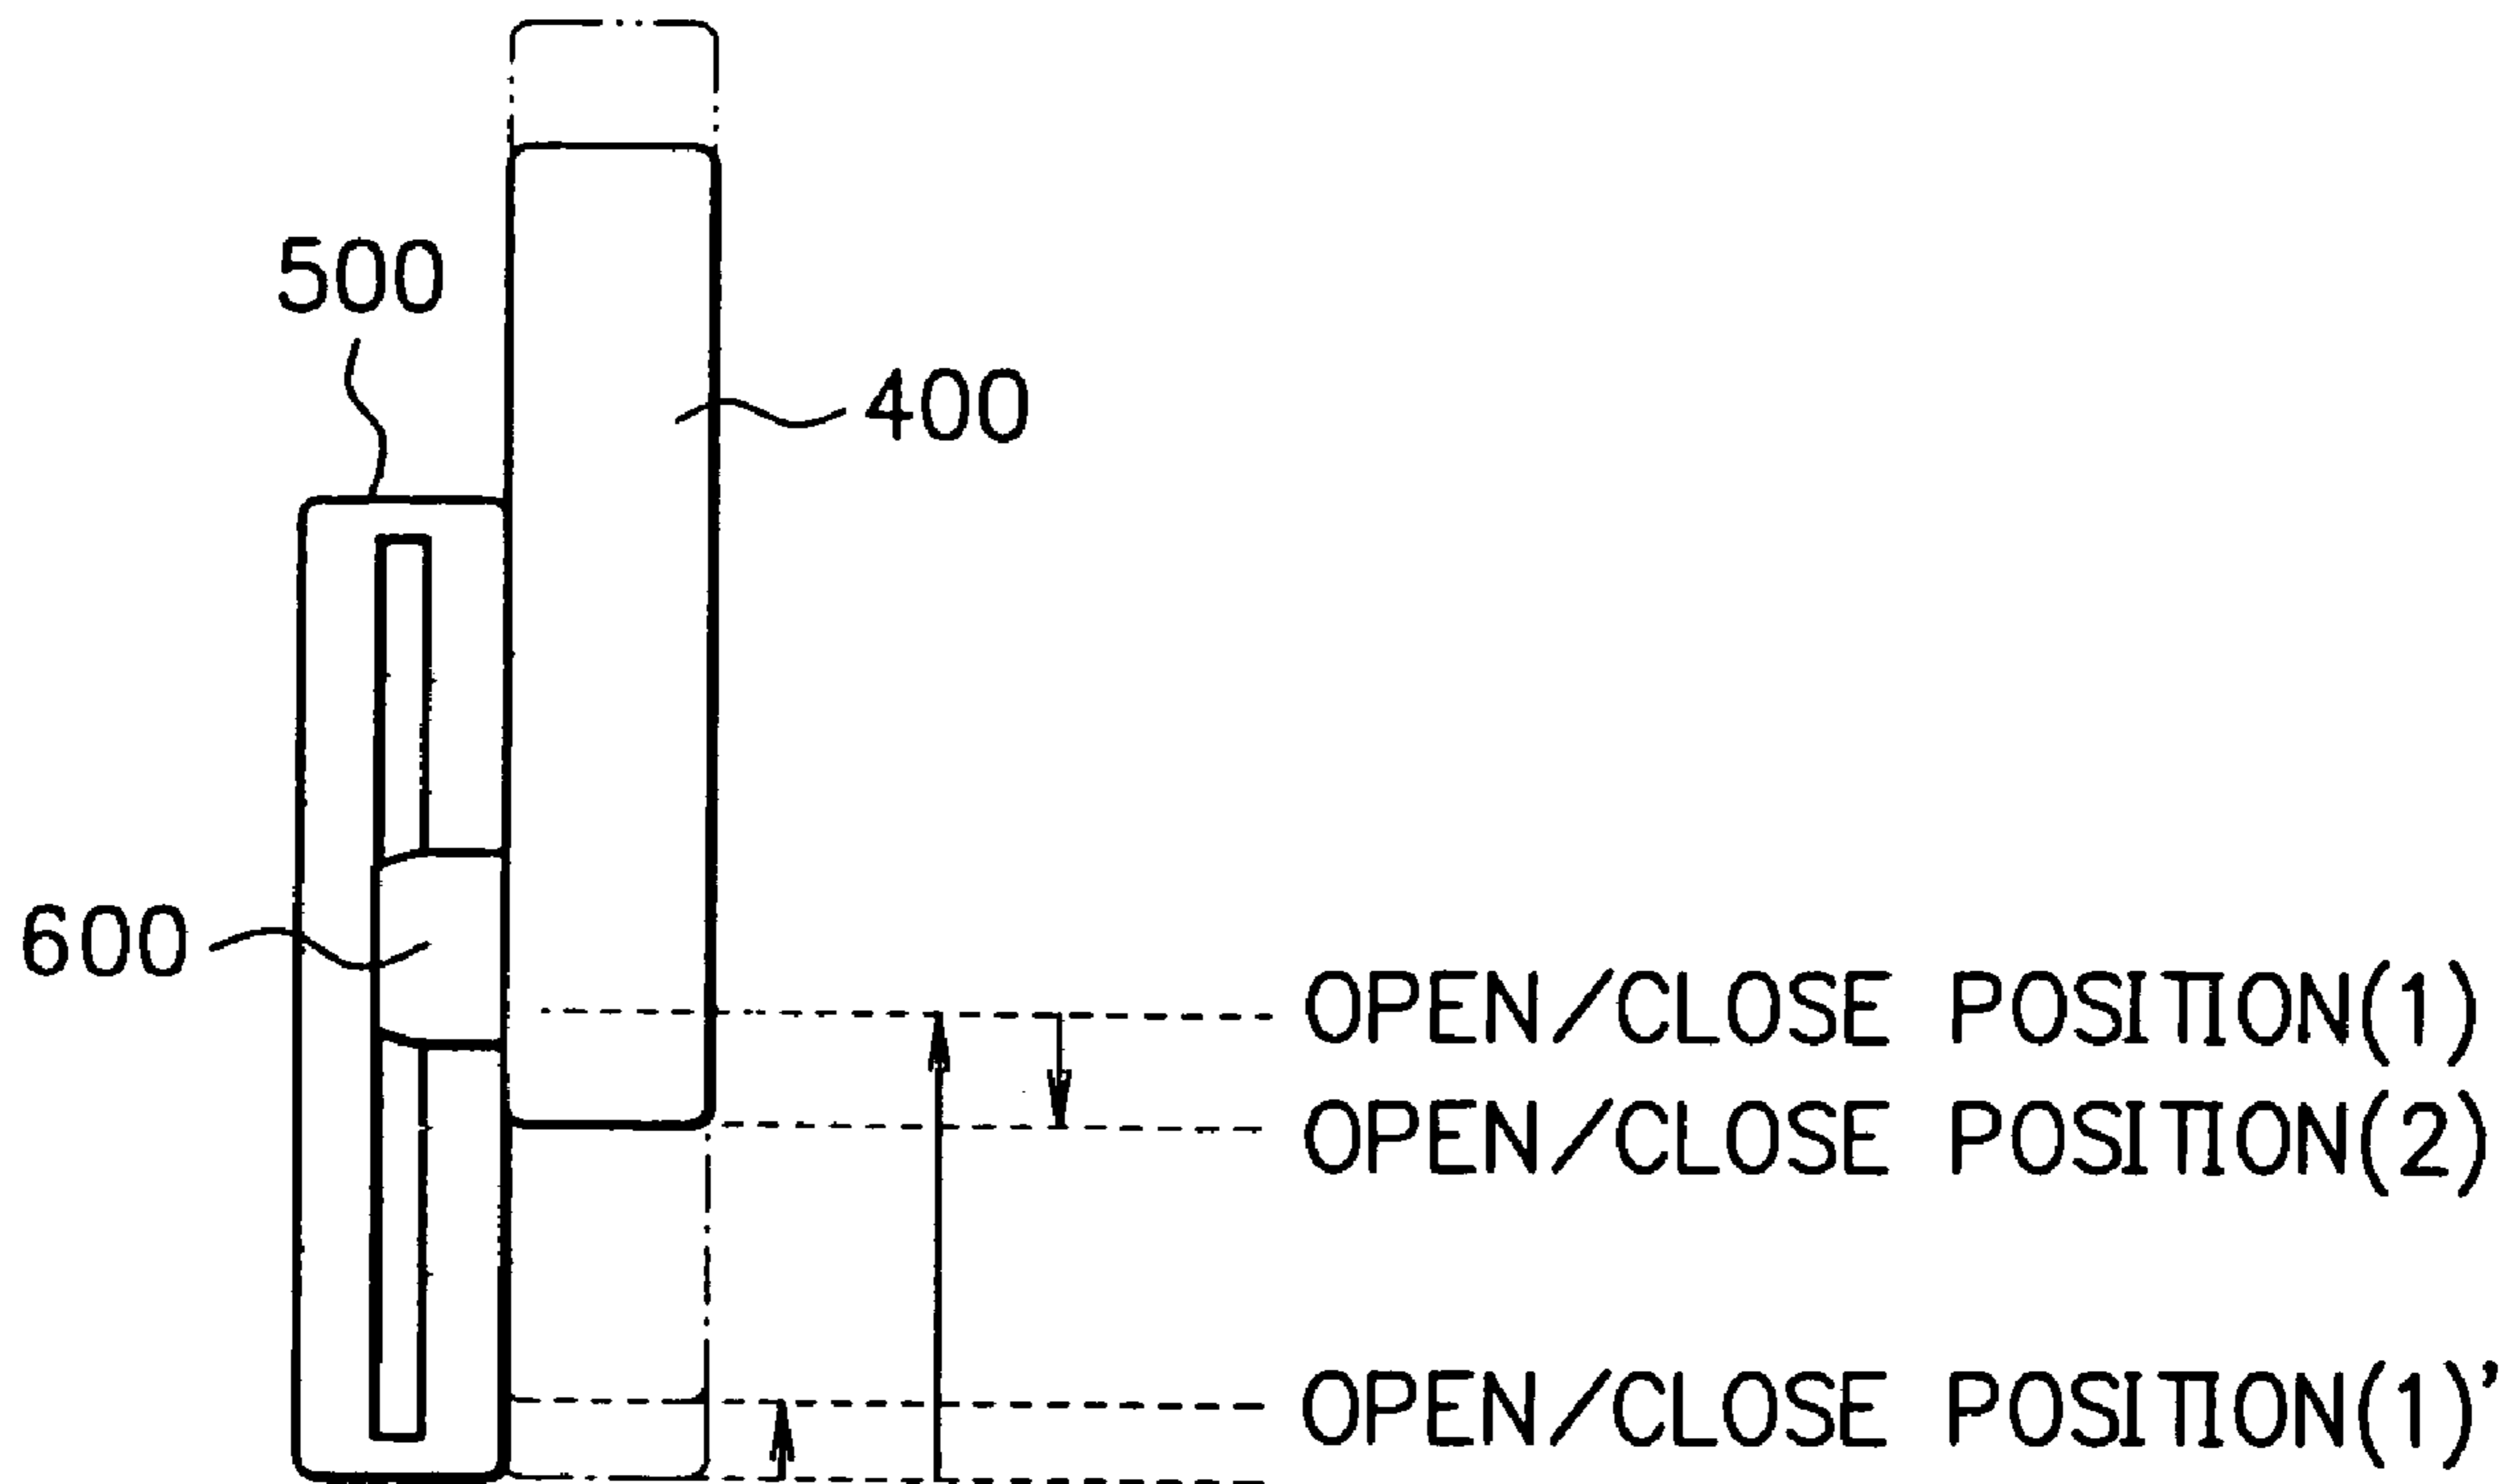 500
400
600
OPEN/CLOSE POSITION(1)
OPEN/CLOSE POSITION(2)
OPEN/CLOSE POSITION(1)'